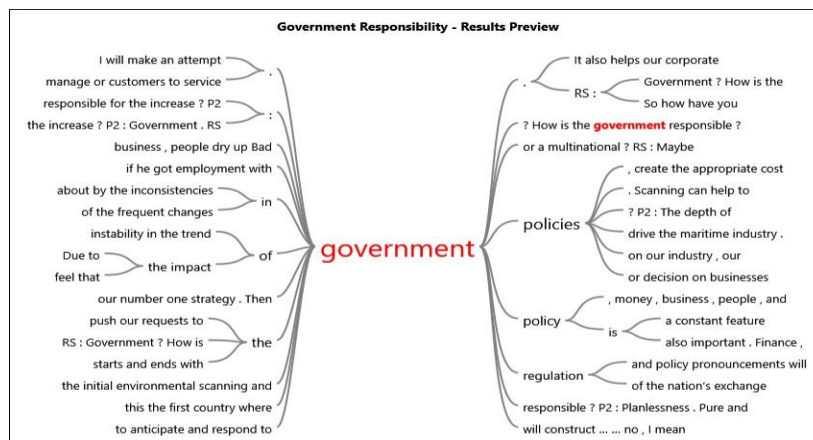 Government Responsibility - Results Preview
I will make an attempt
manage or customers to service
.
responsible for the increase ? P2
the increase ? P2 : Government . RS
:
business , people dry up Bad
if he got employment with
about by the inconsistencies
of the frequent changes
in
instability in the trend
Due to
feel that
the impact
of
our number one strategy . Then
push our requests to
RS : Government ? How is
starts and ends with
the
the initial environmental scanning and
this the first country where
to anticipate and respond to
government
.
It also helps our corporate
RS :
Government ? How is the
So how have you
? How is the government responsible ?
or a multinational ? RS : Maybe
policies
, create the appropriate cost
. Scanning can help to
? P2 : The depth of
drive the maritime industry .
on our industry , our
or decision on businesses
policy
, money , business , people , and
is
a constant feature
also important . Finance ,
regulation
and policy pronouncements will
of the nation's exchange
responsible ? P2 : Planlessness . Pure and
will construct ... ... no , I mean